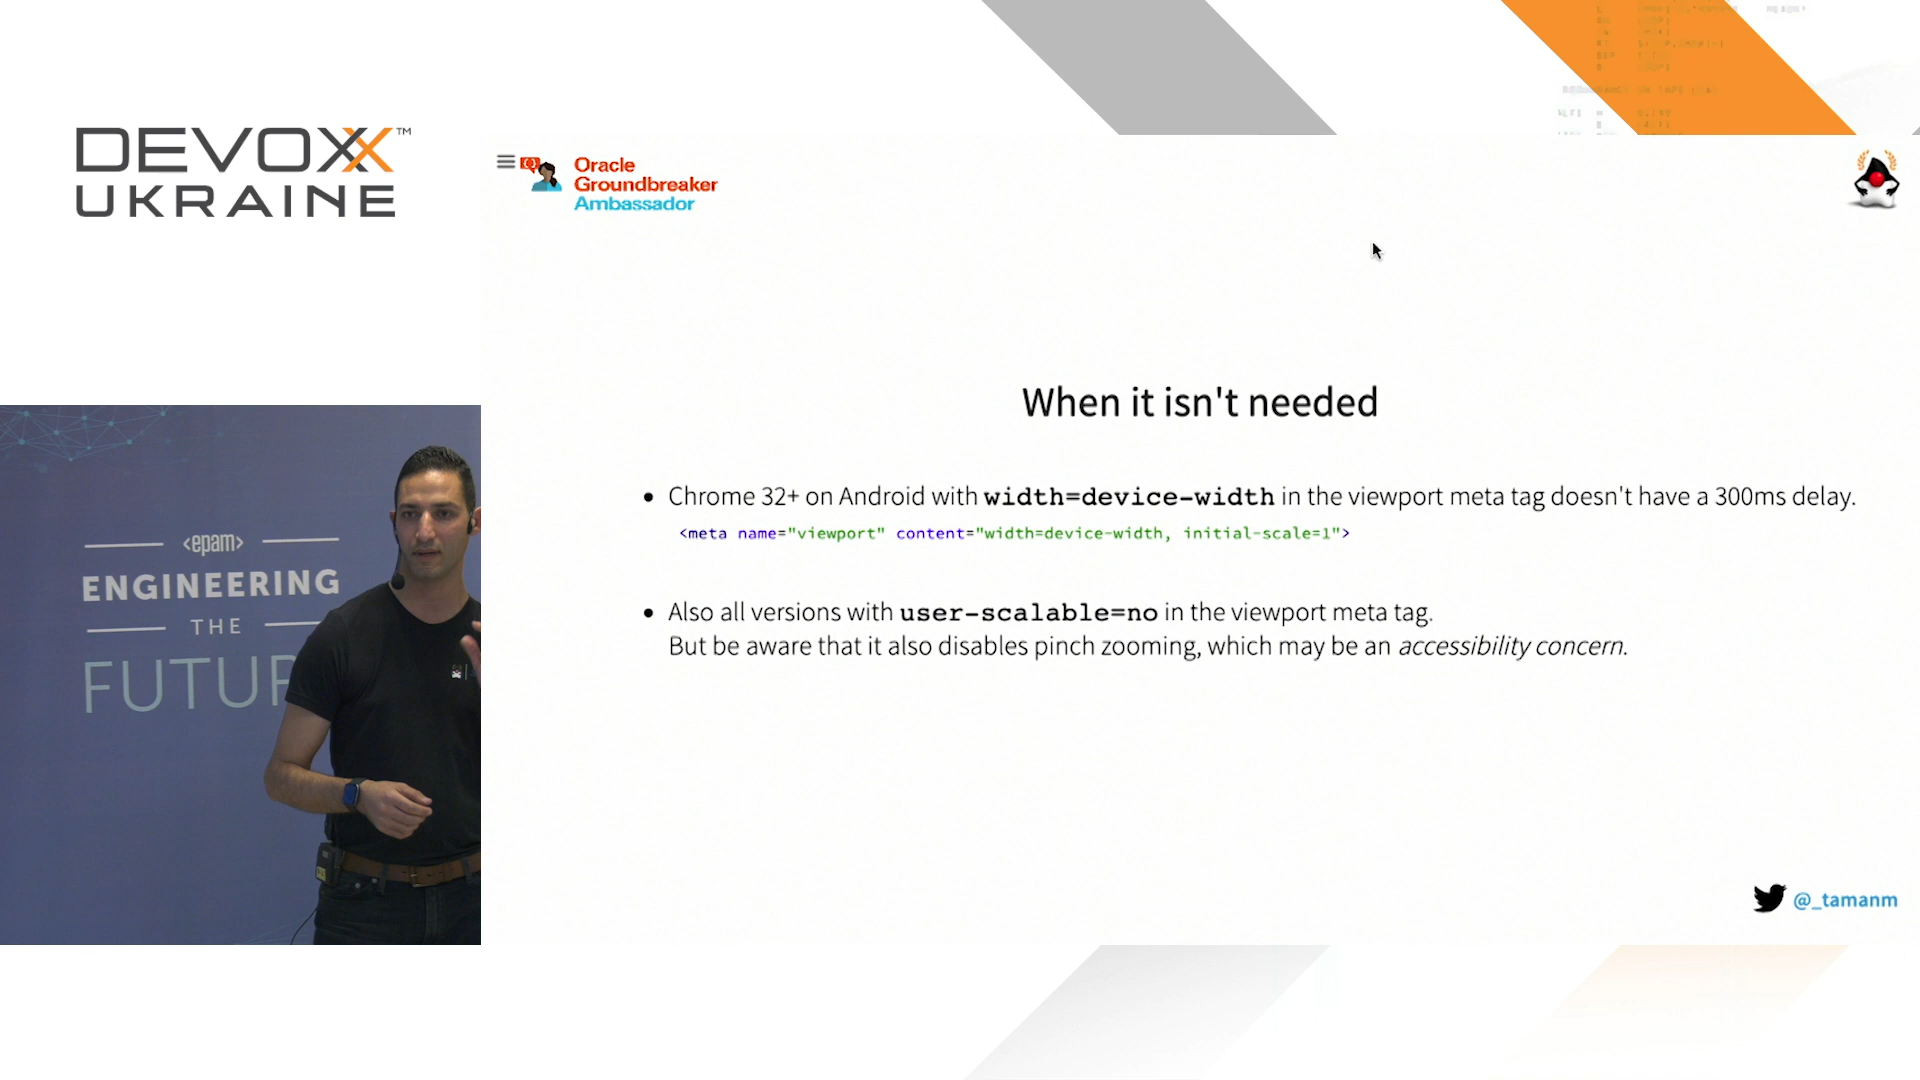 DEVOXX™
UKRAINE
Oracle
Groundbreaker
Ambassador
<epam>
ENGINEERING
THE
When it isn't needed
Chrome 32+ on Android with width=device-width in the viewport meta tag doesn't have a 300ms delay.
<meta name="viewport" content="width=device-width, initial-scale=1">
Also all versions with user-scalable=no in the viewport meta tag.
But be aware that it also disables pinch zooming, which may be an accessibility concern.
@_tamanm